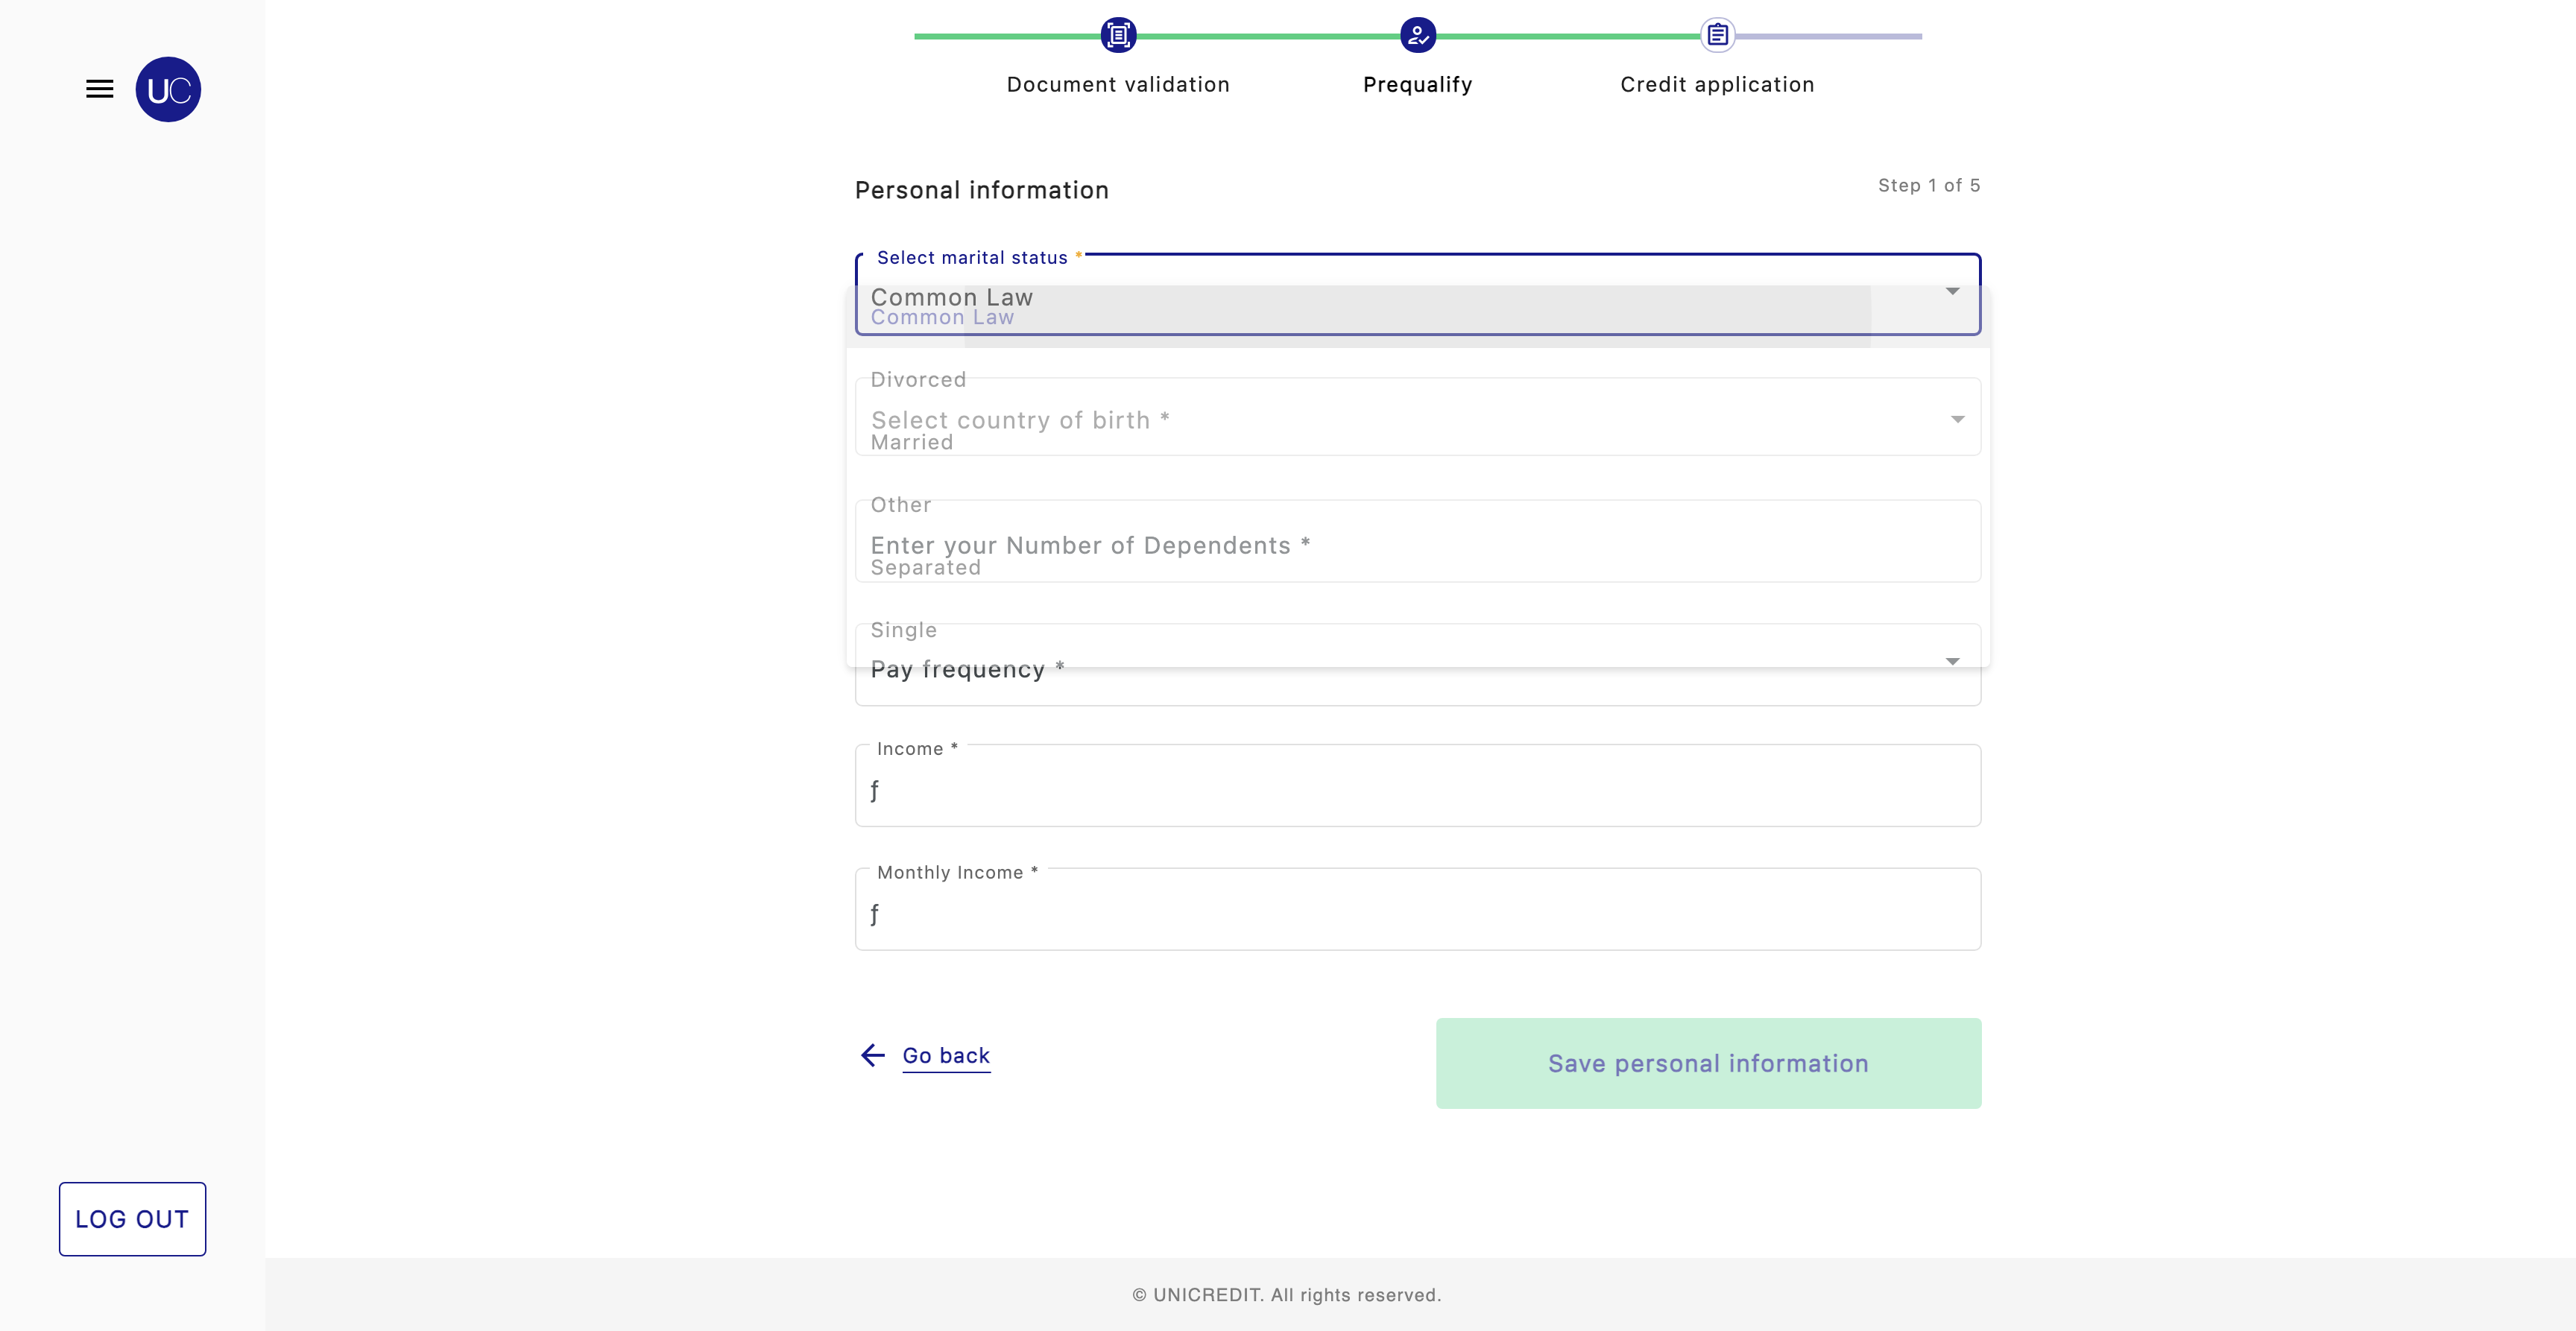 UC
Document validation
Prequalify
Credit application
Personal information
Step 1 of 5
Select marital status *
Common Law
Common Law
Divorced
Select country of birth *
Married
Other
Enter your Number of Dependents *
Separated
Single
Pay frequency *
Income *
ƒ
Monthly Income *
ƒ
Go back
Save personal information
LOG OUT
© UNICREDIT. All rights reserved.